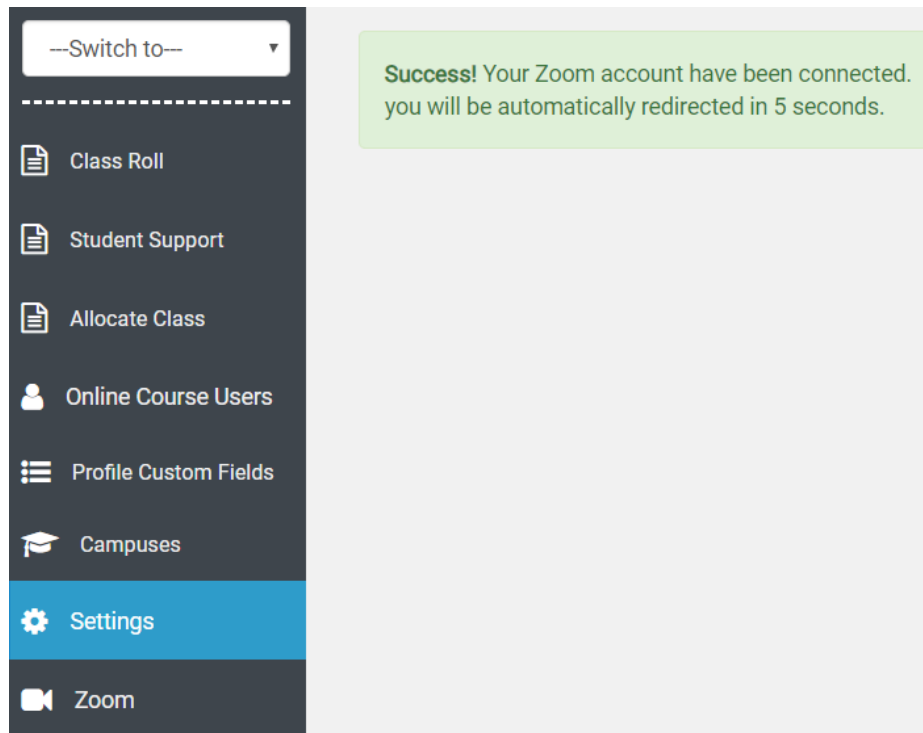 ---Switch to---
Success! Your Zoom account have been connected.
you will be automatically redirected in 5 seconds.
Class Roll
Student Support
Allocate Class
Online Course Users
Profile Custom Fields
Campuses
Settings
Zoom